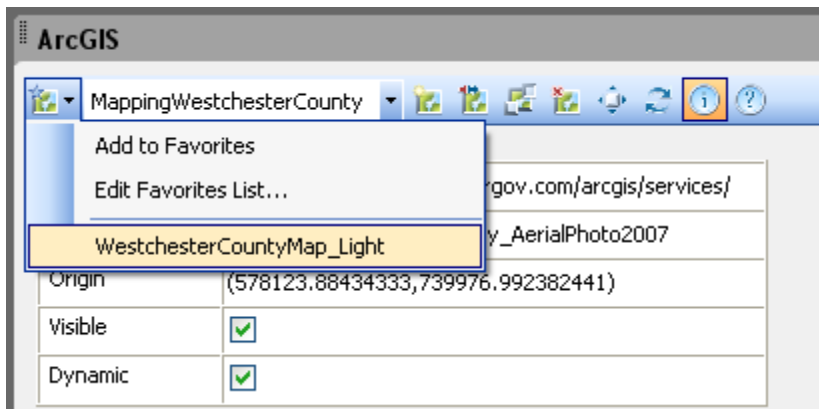 ArcGIS
MappingWestchesterCounty
Add to Favorites
Edit Favorites List...
rgov.com/arcgis/services/
WestchesterCountyMap_Light
y_AerialPhoto2007
Origin (578123.88434333,739976.992382441)
Visible
Dynamic